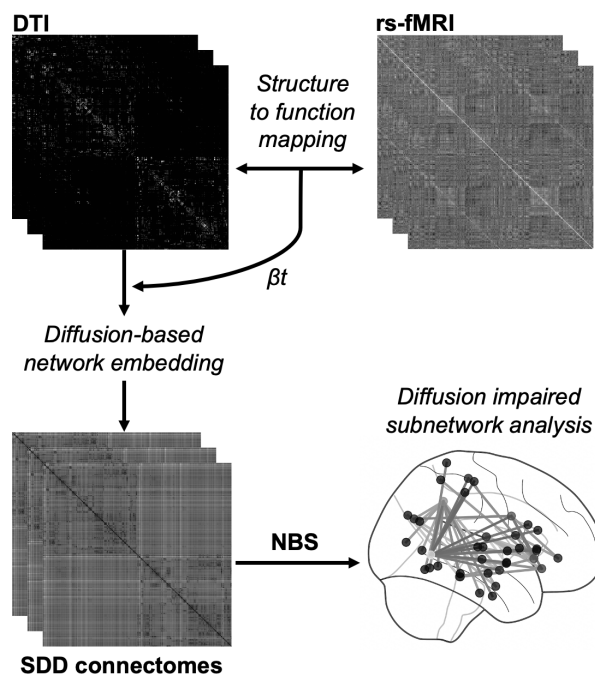 DTI
rs-fMRI
Structure
to function
mapping
βt
Diffusion-based
network embedding
Diffusion impaired
subnetwork analysis
NBS
SDD connectomes